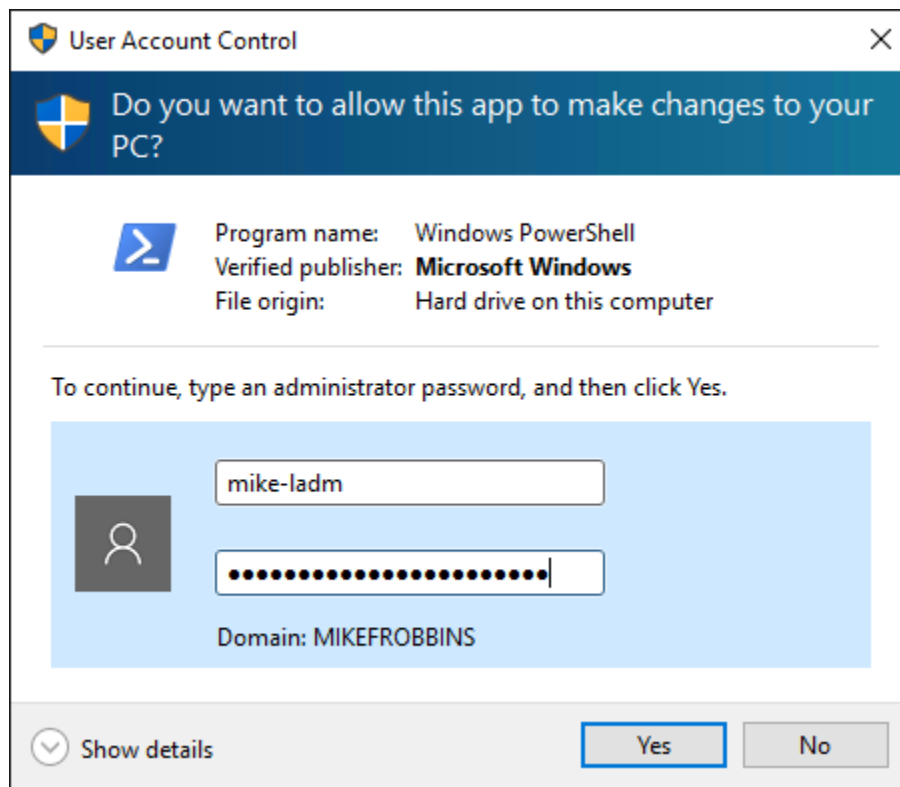 User Account Control
Do you want to allow this app to make changes to your
PC?
Program name: Windows PowerShell
Verified publisher: Microsoft Windows
File origin: Hard drive on this computer
To continue, type an administrator password, and then click Yes.
mike-ladm
●●●●●●●●●●●●●●●●●●●●●●●
Domain: MIKEFROBBINS
Show details
Yes
No